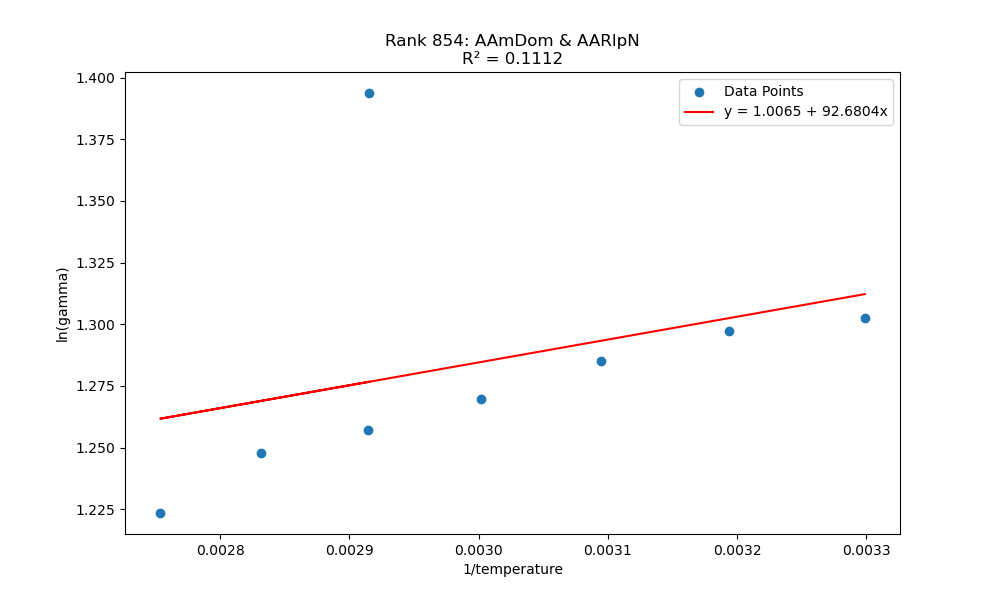 Rank 854: AAmDom & AARlpN
R² = 0.1112
Data Points
y = 1.0065 + 92.6804x
1.400
1.375
1.350
1.325
1.300
1.275
1.250
1.225
ln(gamma)
0.0028
0.0029
0.0030
0.0031
0.0032
0.0033
1/temperature